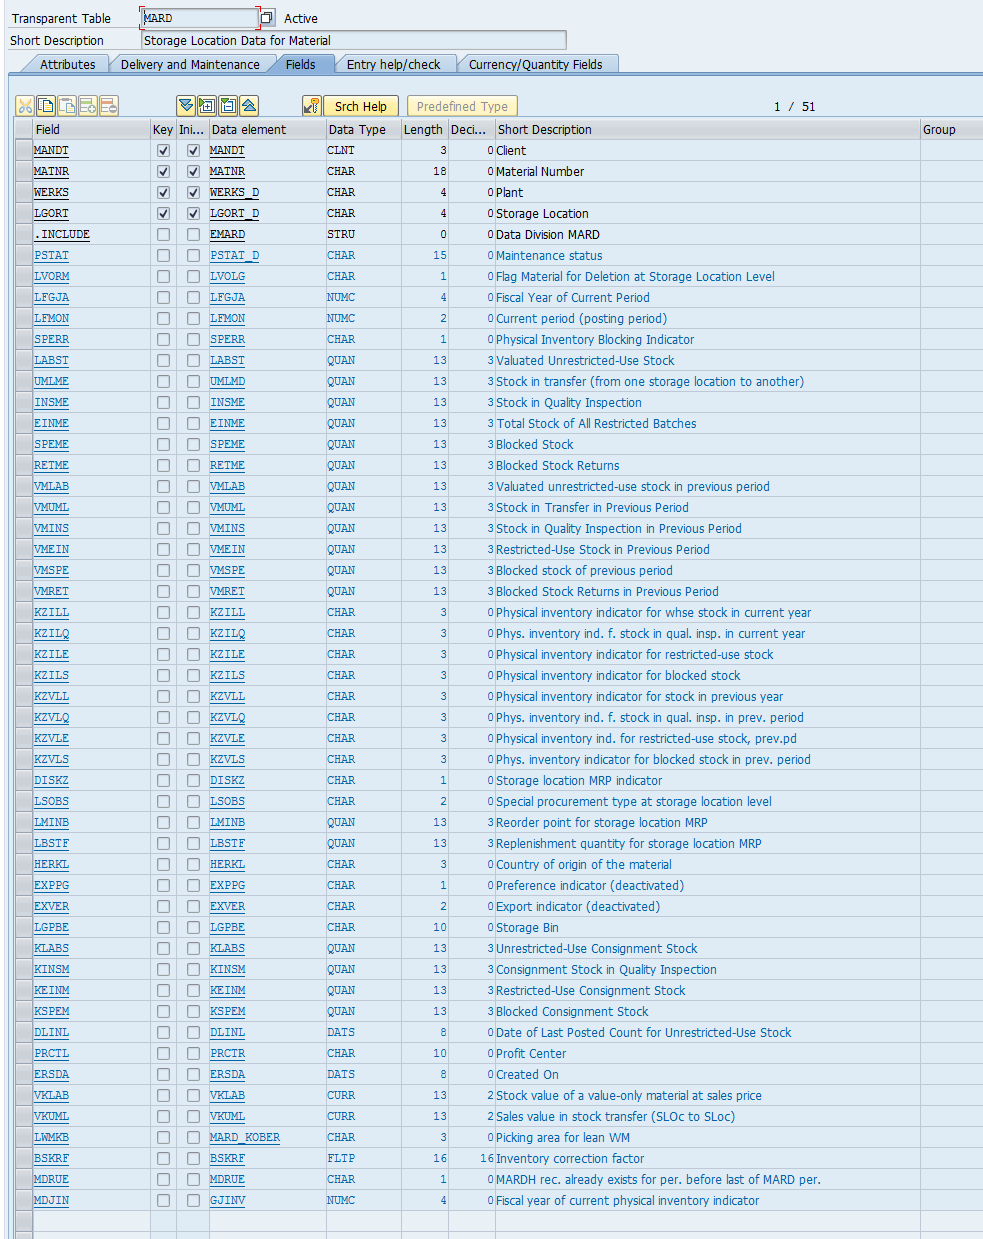 Transparent Table MARD Active
Short Description Storage Location Data for Material
Attributes Delivery and Maintenance Fields Entry help/check Currency/Quantity Fields
Srch Help Predefined Type 1 / 51
Field Key Ini... Data element Data Type Length Deci... Short Description Group
MANDT MANDT CLNT 3 0 Client
MATNR MATNR CHAR 18 0 Material Number
WERKS WERKS_D CHAR 4 0 Plant
LGORT LGORT_D CHAR 4 0 Storage Location
.INCLUDE EMARD STRU 0 0 Data Division MARD
PSTAT PSTAT_D CHAR 15 0 Maintenance status
LVORM LVOLG CHAR 1 0 Flag Material for Deletion at Storage Location Level
LFGJA LFGJA NUMC 4 0 Fiscal Year of Current Period
LFMON LFMON NUMC 2 0 Current period (posting period)
SPERR SPERR CHAR 1 0 Physical Inventory Blocking Indicator
LABST LABST QUAN 13 3 Valuated Unrestricted-Use Stock
UMLME UMLMD QUAN 13 3 Stock in transfer (from one storage location to another)
INSME INSME QUAN 13 3 Stock in Quality Inspection
EINME EINME QUAN 13 3 Total Stock of All Restricted Batches
SPEME SPEME QUAN 13 3 Blocked Stock
RETME RETME QUAN 13 3 Blocked Stock Returns
VMLAB VMLAB QUAN 13 3 Valuated unrestricted-use stock in previous period
VMUML VMUML QUAN 13 3 Stock in Transfer in Previous Period
VMINS VMINS QUAN 13 3 Stock in Quality Inspection in Previous Period
VMEIN VMEIN QUAN 13 3 Restricted-Use Stock in Previous Period
VMSPE VMSPE QUAN 13 3 Blocked stock of previous period
VMRET VMRET QUAN 13 3 Blocked Stock Returns in Previous Period
KZILL KZILL CHAR 3 0 Physical inventory indicator for whse stock in current year
KZILQ KZILQ CHAR 3 0 Phys. inventory ind. f. stock in qual. insp. in current year
KZILE KZILE CHAR 3 0 Physical inventory indicator for restricted-use stock
KZILS KZILS CHAR 3 0 Physical inventory indicator for blocked stock
KZVLL KZVLL CHAR 3 0 Physical inventory indicator for stock in previous year
KZVLQ KZVLQ CHAR 3 0 Phys. inventory ind. f. stock in qual. insp. in prev. period
KZVLE KZVLE CHAR 3 0 Physical inventory ind. for restricted-use stock, prev.pd
KZVLS KZVLS CHAR 3 0 Phys. inventory indicator for blocked stock in prev. period
DISKZ DISKZ CHAR 1 0 Storage location MRP indicator
LSOBS LSOBS CHAR 2 0 Special procurement type at storage location level
LMINB LMINB QUAN 13 3 Reorder point for storage location MRP
LBSTF LBSTF QUAN 13 3 Replenishment quantity for storage location MRP
HERKL HERKL CHAR 3 0 Country of origin of the material
EXPPG EXPPG CHAR 1 0 Preference indicator (deactivated)
EXVER EXVER CHAR 2 0 Export indicator (deactivated)
LGPBE LGPBE CHAR 10 0 Storage Bin
KLABS KLABS QUAN 13 3 Unrestricted-Use Consignment Stock
KINSM KINSM QUAN 13 3 Consignment Stock in Quality Inspection
KEINM KEINM QUAN 13 3 Restricted-Use Consignment Stock
KSPEM KSPEM QUAN 13 3 Blocked Consignment Stock
DLINL DLINL DATS 8 0 Date of Last Posted Count for Unrestricted-Use Stock
PRCTL PRCTR CHAR 10 0 Profit Center
ERSDA ERSDA DATS 8 0 Created On
VKLAB VKLAB CURR 13 2 Stock value of a value-only material at sales price
VKUML VKUML CURR 13 2 Sales value in stock transfer (SLOc to SLoc)
LWMKB MARD_KOBER CHAR 3 0 Picking area for lean WM
BSKRF BSKRF FLTP 16 16 Inventory correction factor
MDRUE MDRUE CHAR 1 0 MARDH rec. already exists for per. before last of MARD per.
MDJIN GJINV NUMC 4 0 Fiscal year of current physical inventory indicator